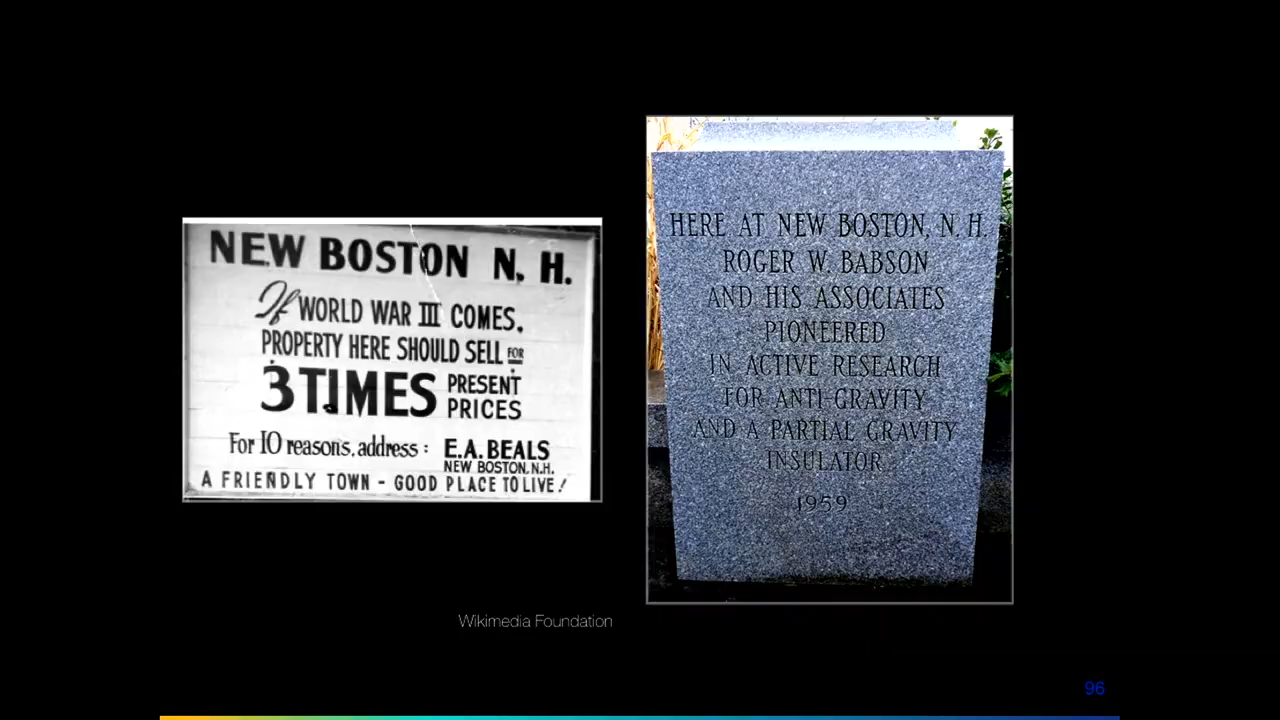 NEW BOSTON N. H.
If WORLD WAR III COMES,
PROPERTY HERE SHOULD SELL FOR
3 TIMES PRESENT PRICES
For 10 reasons, address: E.A. BEALS
NEW BOSTON, N.H.
A FRIENDLY TOWN - GOOD PLACE TO LIVE!
HERE AT NEW BOSTON, N. H.
ROGER W. BABSON
AND HIS ASSOCIATES
PIONEERED
IN ACTIVE RESEARCH
FOR ANTI-GRAVITY
AND A PARTIAL GRAVITY
INSULATOR
1959
Wikimedia Foundation
96